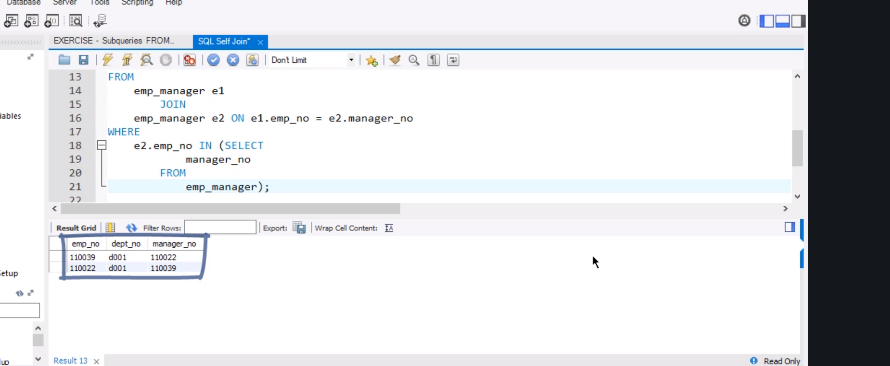 Database Server Tools Scripting Help
EXERCISE - Subqueries FROM... SQL Self Join* ×
Don't Limit
13 FROM
14 emp_manager e1
15 JOIN
16 emp_manager e2 ON e1.emp_no = e2.manager_no
17 WHERE
18 e2.emp_no IN (SELECT
19 manager_no
20 FROM
21 emp_manager);
22
Result Grid Filter Rows: Export: Wrap Cell Content:
emp_no dept_no manager_no
110039 d001 110022
110022 d001 110039
Result 13 ×
Read Only